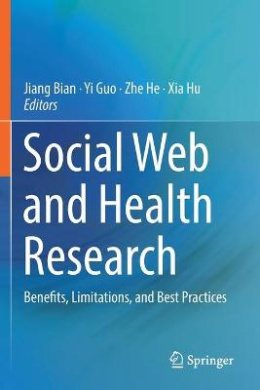 Jiang Bian · Yi Guo · Zhe He · Xia Hu
Editors
Social Web
and Health
Research
Benefits, Limitations, and Best Practices
Springer